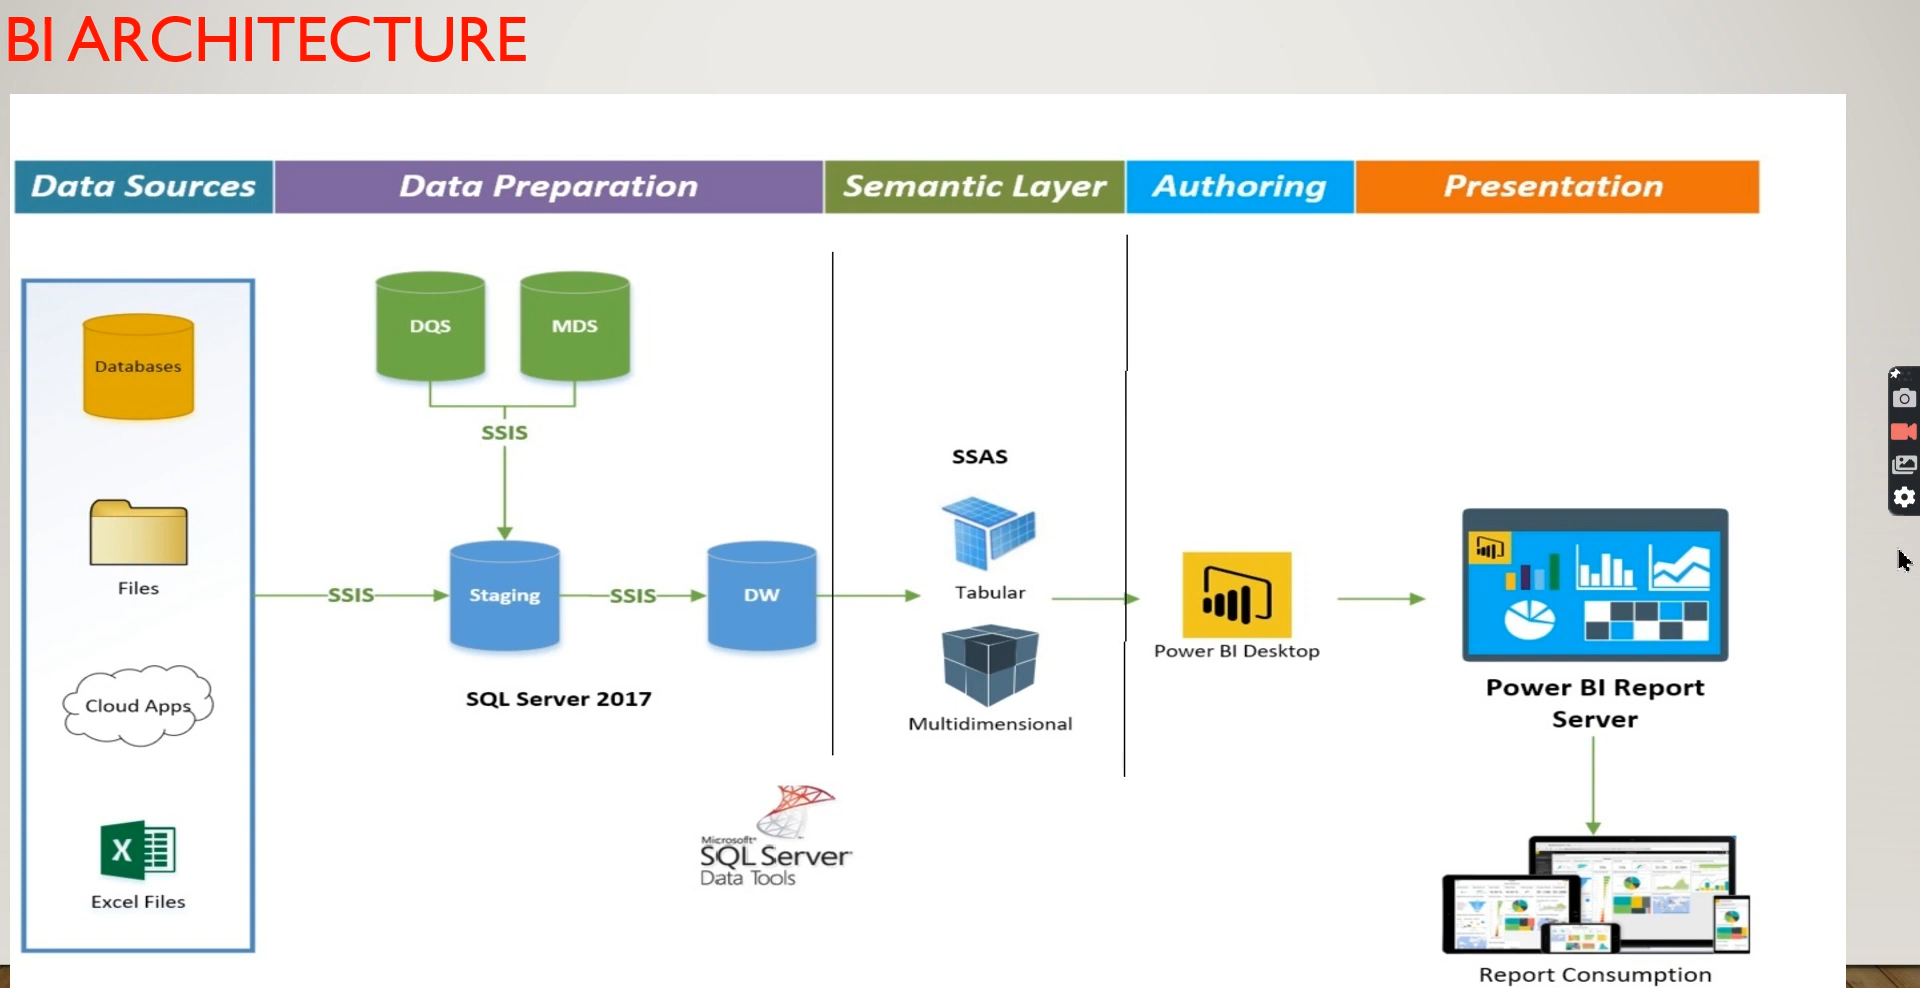 BI ARCHITECTURE
Data Sources
Data Preparation
Semantic Layer
Authoring
Presentation
Databases
Files
Cloud Apps
X
Excel Files
DQS
MDS
SSIS
SSIS
Staging
SSIS
DW
SQL Server 2017
Microsoft®
SQL Server
Data Tools
SSAS
Tabular
Multidimensional
Power BI Desktop
Power BI Report
Server
Report Consumption